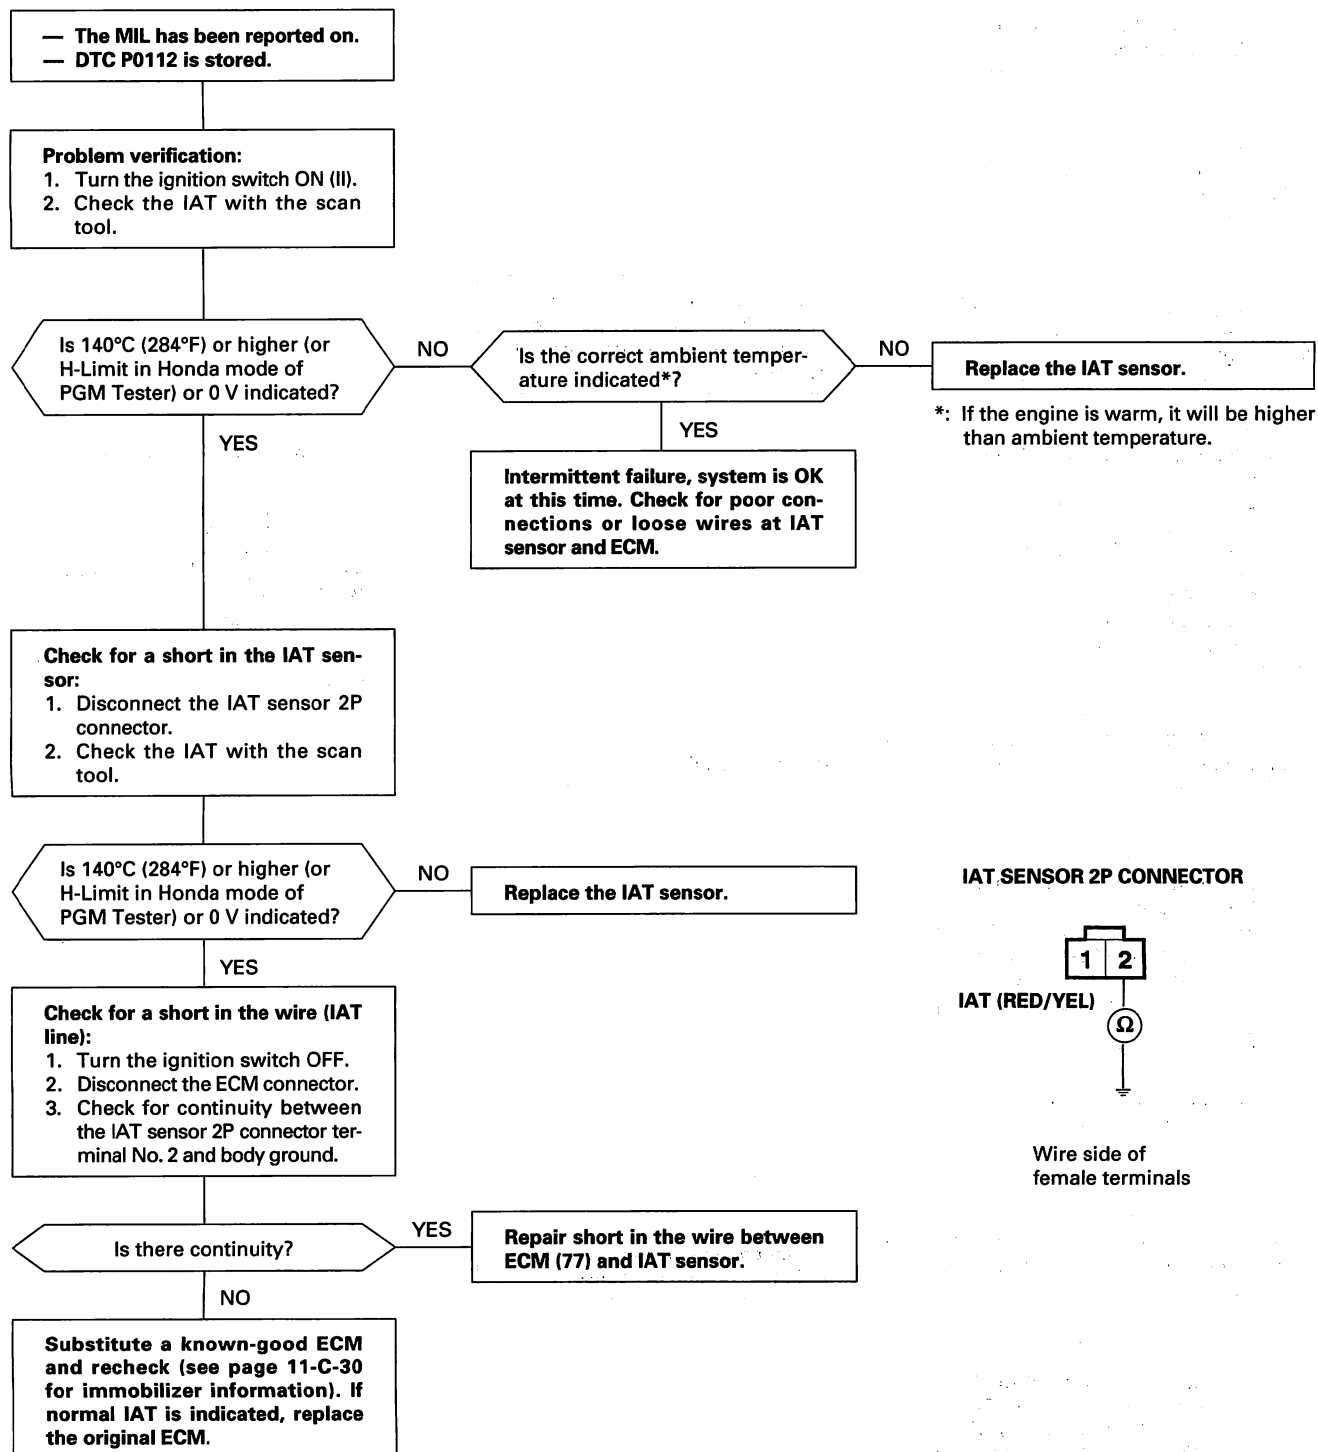 — The MIL has been reported on.
— DTC P0112 is stored.
Problem verification:
1. Turn the ignition switch ON (II).
2. Check the IAT with the scan
tool.
Is 140°C (284°F) or higher (or
H-Limit in Honda mode of
PGM Tester) or 0 V indicated?
NO
Is the correct ambient temper-
ature indicated*?
NO
Replace the IAT sensor.
*: If the engine is warm, it will be higher
than ambient temperature.
YES
YES
Intermittent failure, system is OK
at this time. Check for poor con-
nections or loose wires at IAT
sensor and ECM.
Check for a short in the IAT sen-
sor:
1. Disconnect the IAT sensor 2P
connector.
2. Check the IAT with the scan
tool.
Is 140°C (284°F) or higher (or
H-Limit in Honda mode of
PGM Tester) or 0 V indicated?
NO
Replace the IAT sensor.
YES
Check for a short in the wire (IAT
line):
1. Turn the ignition switch OFF.
2. Disconnect the ECM connector.
3. Check for continuity between
the IAT sensor 2P connector ter-
minal No. 2 and body ground.
IAT SENSOR 2P CONNECTOR
1 2
IAT (RED/YEL)
Ω
Wire side of
female terminals
Is there continuity?
YES
Repair short in the wire between
ECM (77) and IAT sensor.
NO
Substitute a known-good ECM
and recheck (see page 11-C-30
for immobilizer information). If
normal IAT is indicated, replace
the original ECM.